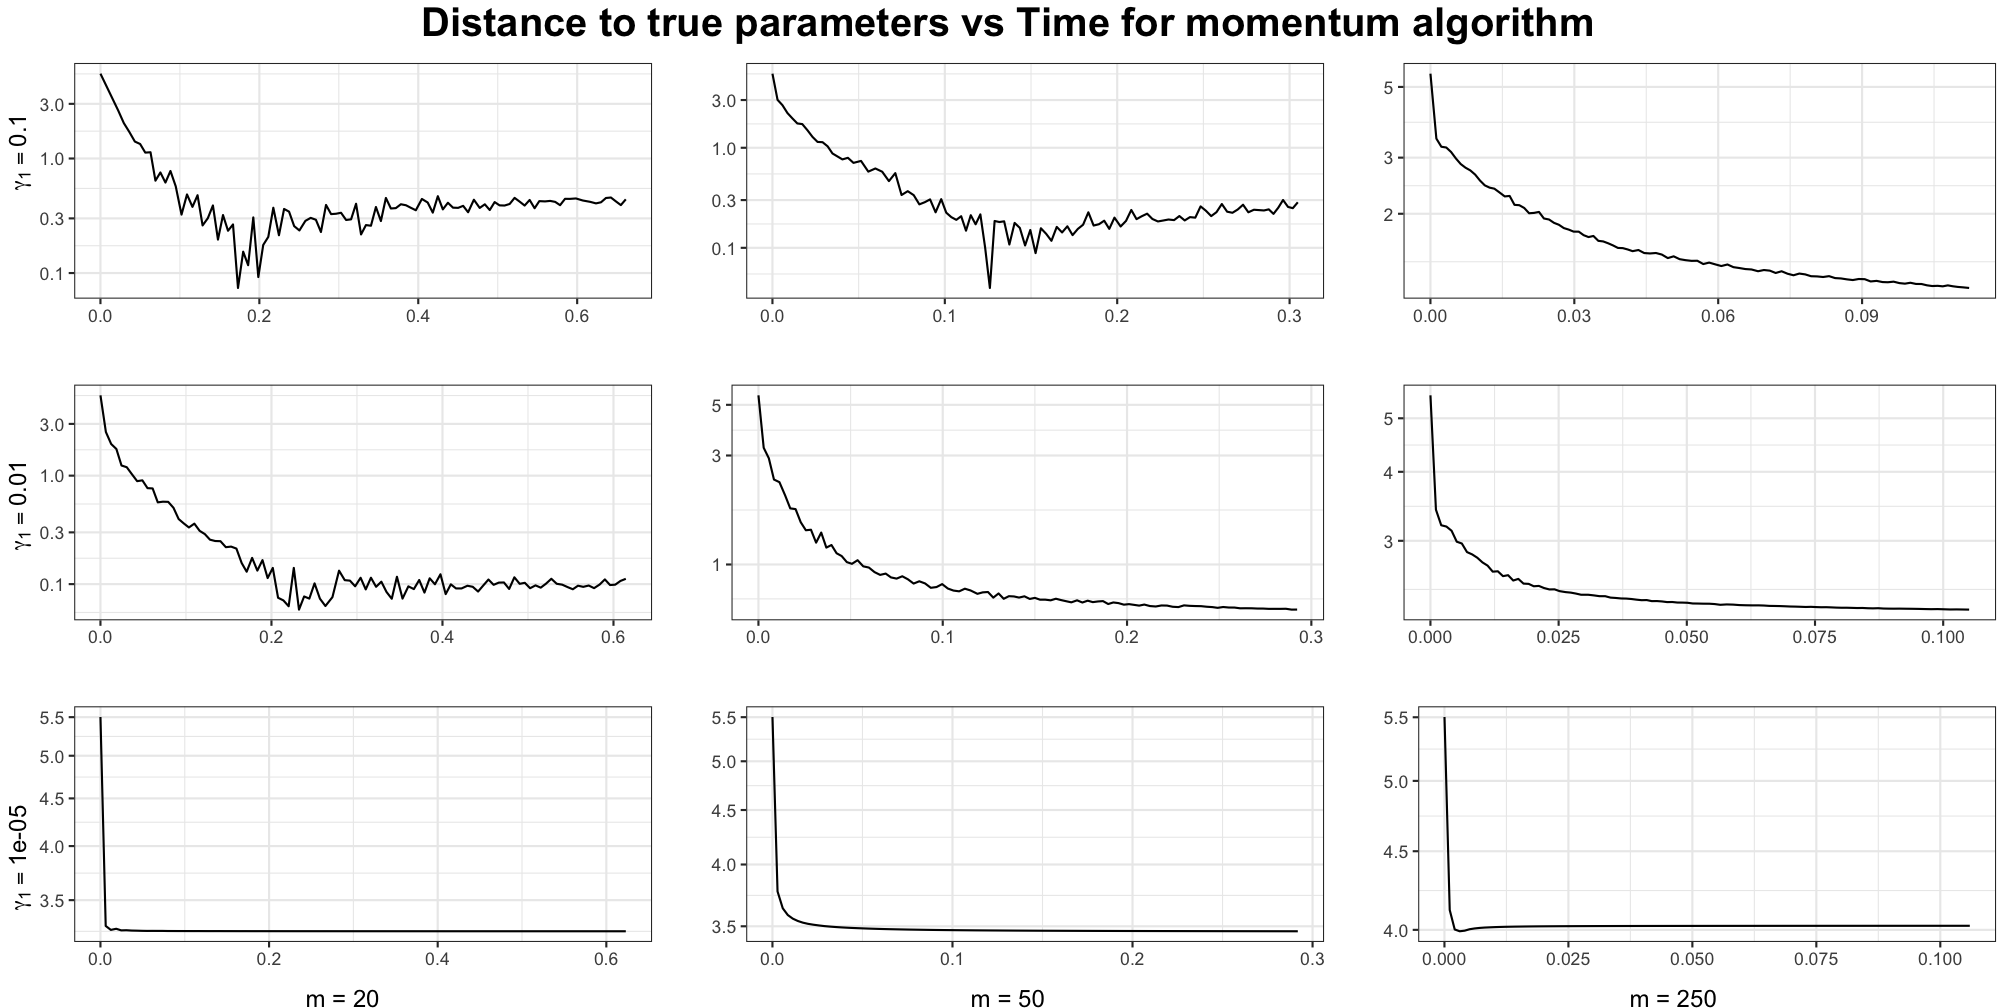 Distance to true parameters vs Time for momentum algorithm
γ1 = 0.1
3.0
1.0
0.3
0.1
0.0 0.2 0.4 0.6
3.0
1.0
0.3
0.1
0.0 0.1 0.2 0.3
5
3
2
0.00 0.03 0.06 0.09
γ1 = 0.01
3.0
1.0
0.3
0.1
0.0 0.2 0.4 0.6
5
3
1
0.0 0.1 0.2 0.3
5
4
3
0.000 0.025 0.050 0.075 0.100
γ1 = 1e-05
5.5
5.0
4.5
4.0
3.5
0.0 0.2 0.4 0.6
5.5
5.0
4.5
4.0
3.5
0.0 0.1 0.2 0.3
5.5
5.0
4.5
4.0
0.000 0.025 0.050 0.075 0.100
m = 20
m = 50
m = 250